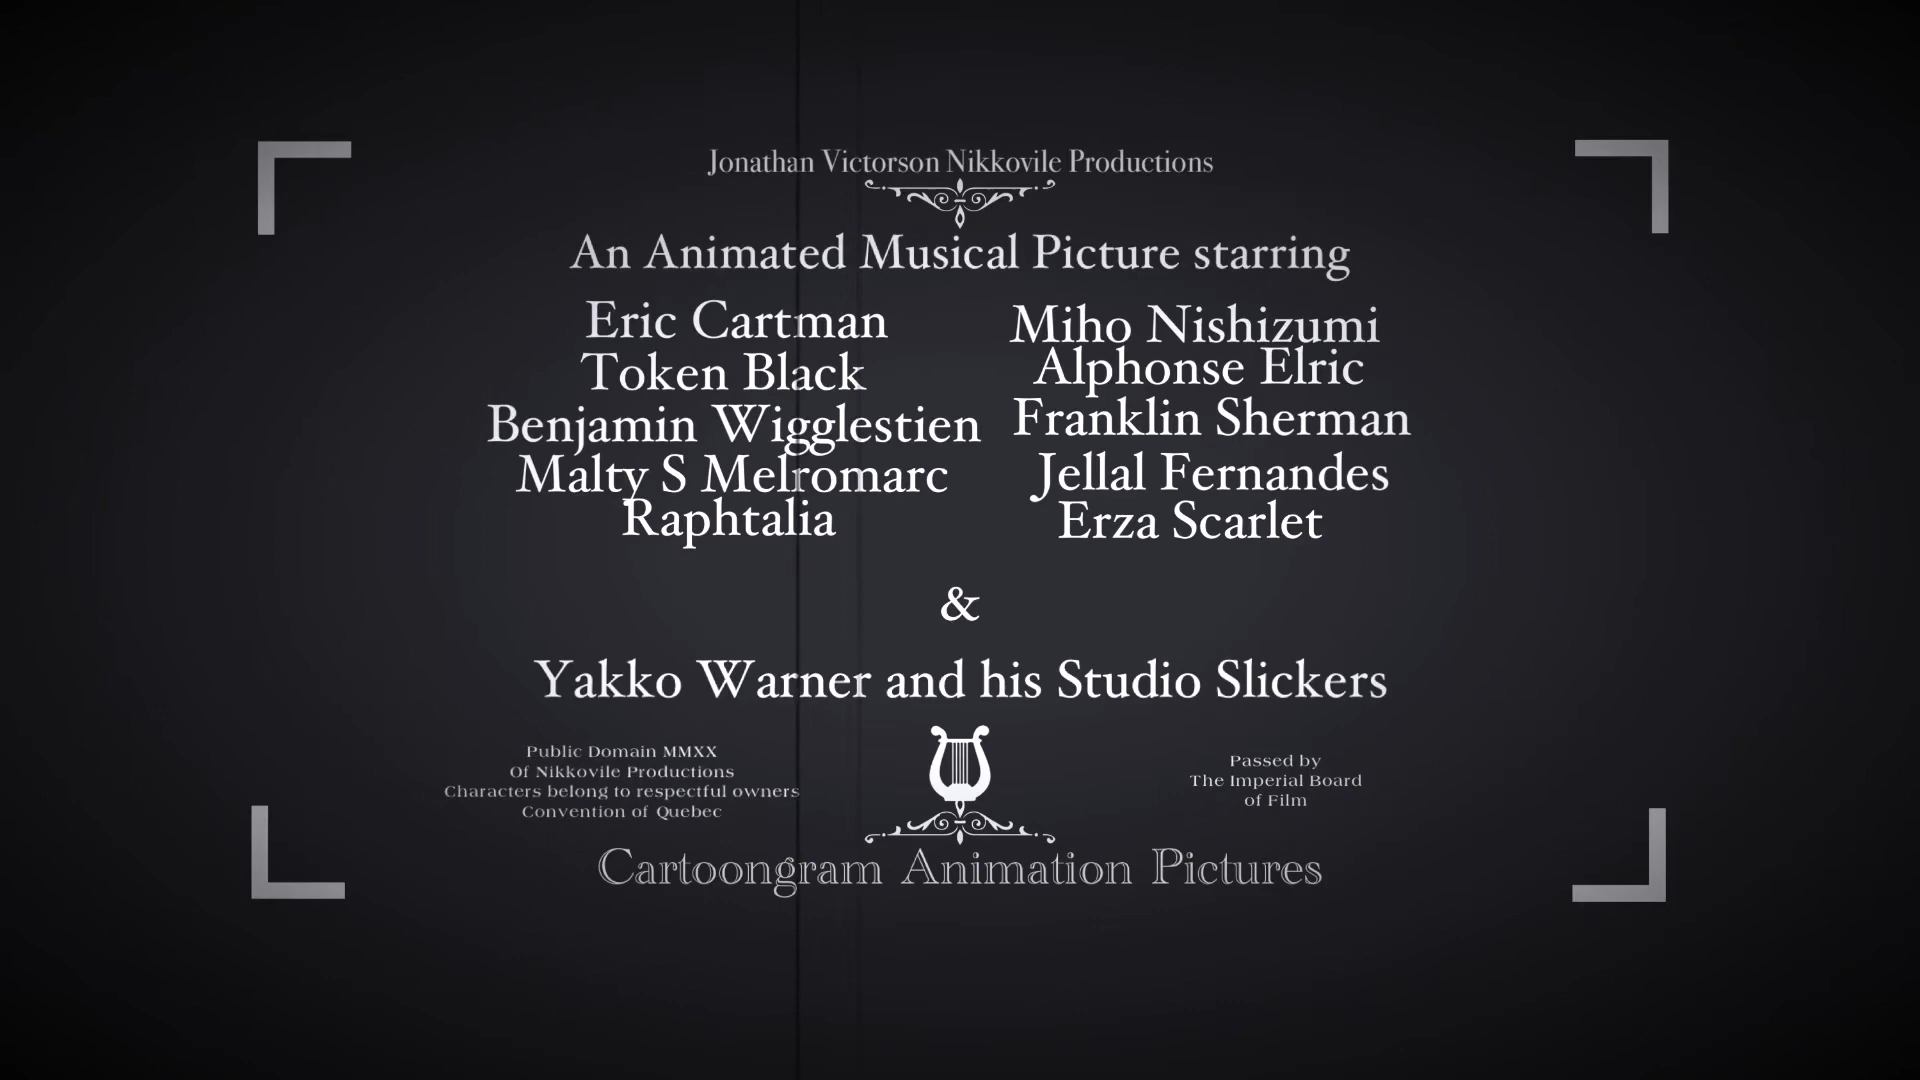 Jonathan Victorson Nikkovile Productions
An Animated Musical Picture starring
Eric Cartman
Token Black
Benjamin Wigglestien
Malty S Melromarc
Raphtalia
Miho Nishizumi
Alphonse Elric
Franklin Sherman
Jellal Fernandes
Erza Scarlet
&
Yakko Warner and his Studio Slickers
Public Domain MMXX
Of Nikkovile Productions
Characters belong to respectful owners
Convention of Quebec
Passed by
The Imperial Board
of Film
Cartoongram Animation Pictures